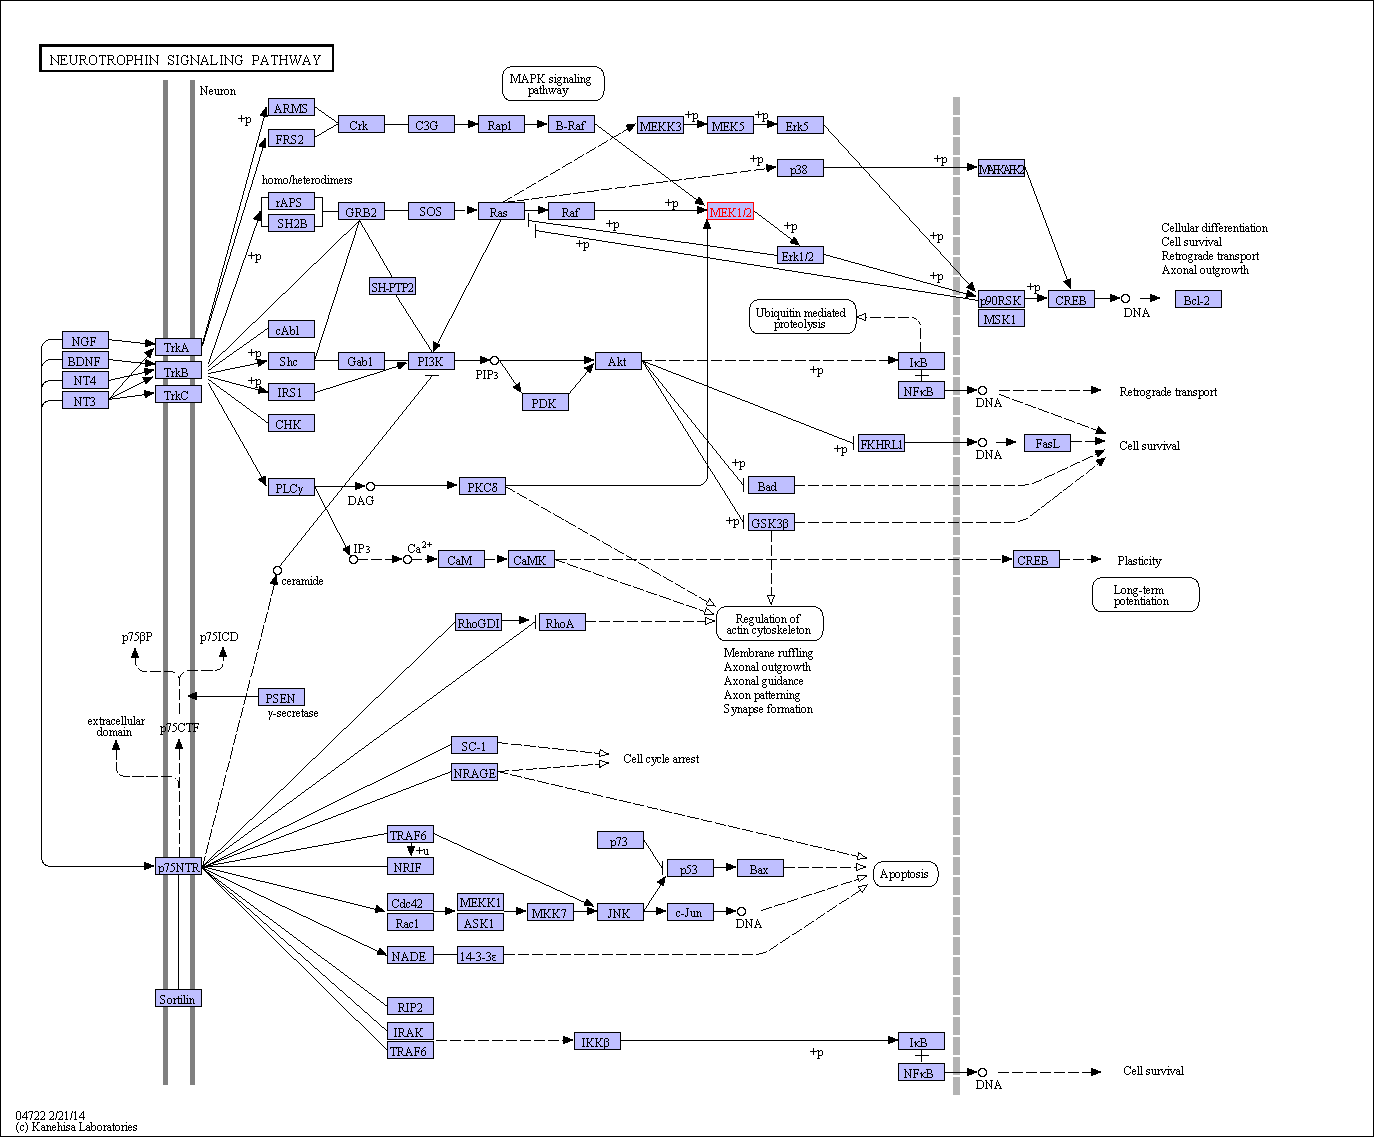 NEUROTROPHIN SIGNALING PATHWAY
MAPK signaling
pathway
Neuron
ARMS
+p
FRS2
Crk
C3G
Rap1
B-Raf
MEKK3
+p
MEK5
+p
Erk5
+p
p38
+p
MAPKAPK2
homo/heterodimers
rAPS
SH2B
GRB2
SOS
Ras
Raf
+p
MEK1/2
+p
+p
+p
+p
Erk1/2
+p
+p
Cellular differentiation
Cell survival
Retrograde transport
Axonal outgrowth
SH-PTP2
p90RSK
MSK1
+p
CREB
DNA
Bcl-2
Ubiquitin mediated
proteolysis
NGF
BDNF
NT4
NT3
TrkA
TrkB
TrkC
cAbl
+p
Shc
+p
IRS1
CHK
Gab1
PI3K
PIP3
PDK
Akt
+p
IκB
NFκB
DNA
Retrograde transport
+p
FKHRL1
DNA
FasL
Cell survival
+p
Bad
+p
GSK3β
PLCγ
DAG
PKCδ
IP3
Ca2+
CaM
CaMK
CREB
Plasticity
Long-term
potentiation
ceramide
RhoGDI
RhoA
Regulation of
actin cytoskeleton
Membrane ruffling
Axonal outgrowth
Axonal guidance
Axon patterning
Synapse formation
p75βP
p75ICD
PSEN
γ-secretase
extracellular
domain
p75CTF
SC-1
NRAGE
Cell cycle arrest
TRAF6
+u
NRIF
p73
p53
Bax
Apoptosis
p75NTR
Cdc42
Rac1
MEKK1
ASK1
MKK7
JNK
c-Jun
DNA
NADE
14-3-3ε
Sortilin
RIP2
IRAK
TRAF6
IKKβ
+p
IκB
NFκB
DNA
Cell survival
04722 2/21/14
(c) Kanehisa Laboratories